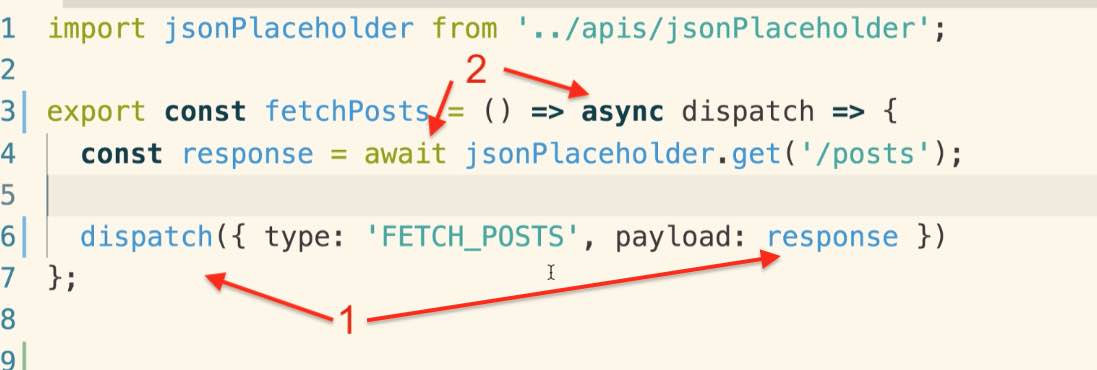 1 import jsonPlaceholder from '../apis/jsonPlaceholder';
2
2
3 export const fetchPosts = () => async dispatch => {
4 const response = await jsonPlaceholder.get('/posts');
5
6 dispatch({ type: 'FETCH_POSTS', payload: response })
7 };
1
8
9